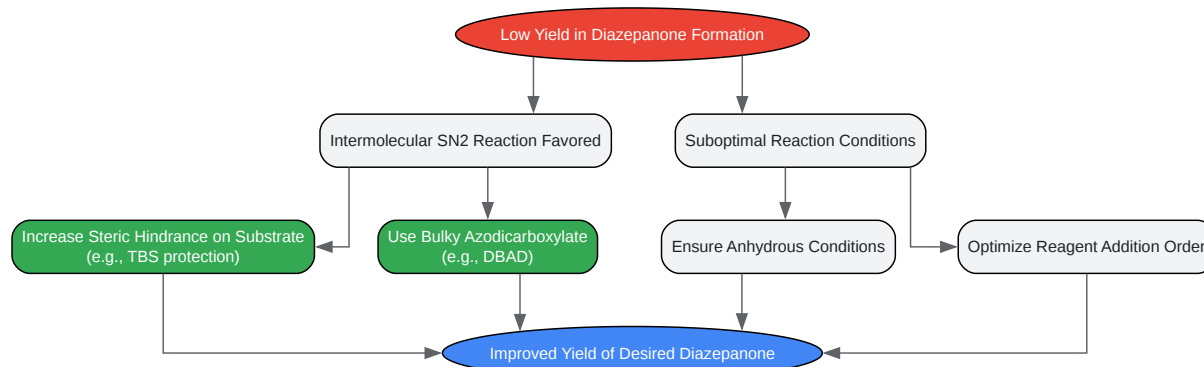 Low Yield in Diazepanone Formation
Intermolecular SN2 Reaction Favored
Suboptimal Reaction Conditions
Increase Steric Hindrance on Substrate
(e.g., TBS protection)
Use Bulky Azodicarboxylate
(e.g., DBAD)
Ensure Anhydrous Conditions
Optimize Reagent Addition Order
Improved Yield of Desired Diazepanone